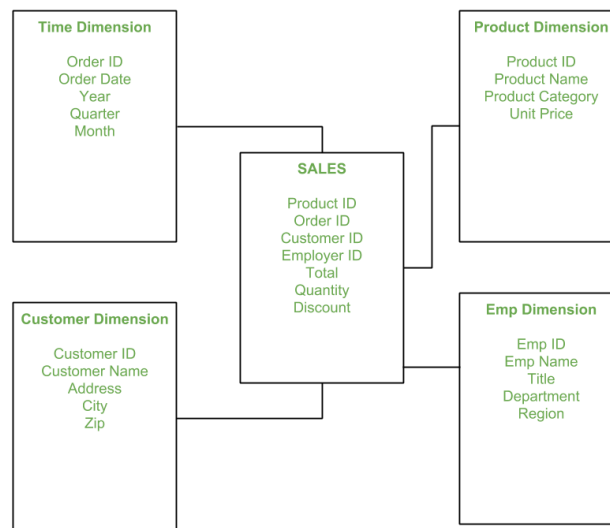 Time Dimension
Order ID
Order Date
Year
Quarter
Month
Product Dimension
Product ID
Product Name
Product Category
Unit Price
SALES
Product ID
Order ID
Customer ID
Employer ID
Total
Quantity
Discount
Customer Dimension
Customer ID
Customer Name
Address
City
Zip
Emp Dimension
Emp ID
Emp Name
Title
Department
Region